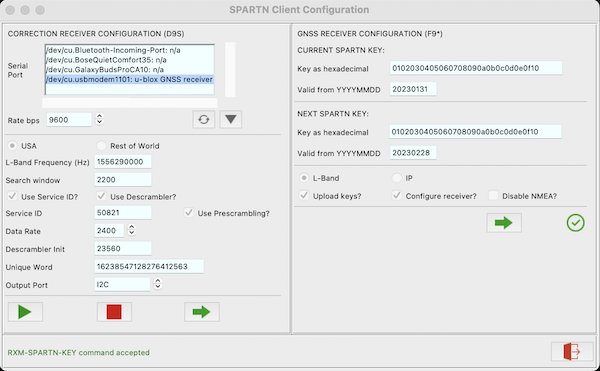 SPARTN Client Configuration
CORRECTION RECEIVER CONFIGURATION (D9S)
Serial Port
/dev/cu.Bluetooth-Incoming-Port: n/a
/dev/cu.BoseQuietComfort35: n/a
/dev/cu.GalaxyBudsProCA10: n/a
/dev/cu.usbmodem1101: u-blox GNSS receiver
Rate bps 9600
USA Rest of World
L-Band Frequency (Hz) 1556290000
Search window 2200
Use Service ID? Use Descrambler?
Service ID 50821 Use Prescrambling?
Data Rate 2400
Descrambler Init 23560
Unique Word 16238547128276412563
Output Port I2C
GNSS RECEIVER CONFIGURATION (F9*)
CURRENT SPARTN KEY:
Key as hexadecimal 0102030405060708090a0b0c0d0e0f10
Valid from YYYYMMDD 20230131
NEXT SPARTN KEY:
Key as hexadecimal 0102030405060708090a0b0c0d0e0f10
Valid from YYYYMMDD 20230228
L-Band IP
Upload keys? Configure receiver? Disable NMEA?
RXM-SPARTN-KEY command accepted